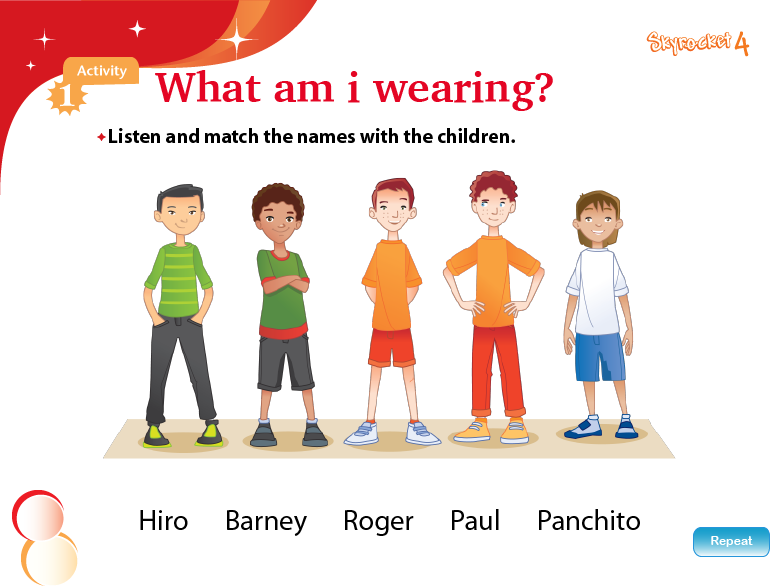 Skyrocket 4
Activity
1
What am i wearing?
Listen and match the names with the children.
Hiro Barney Roger Paul Panchito
Repeat